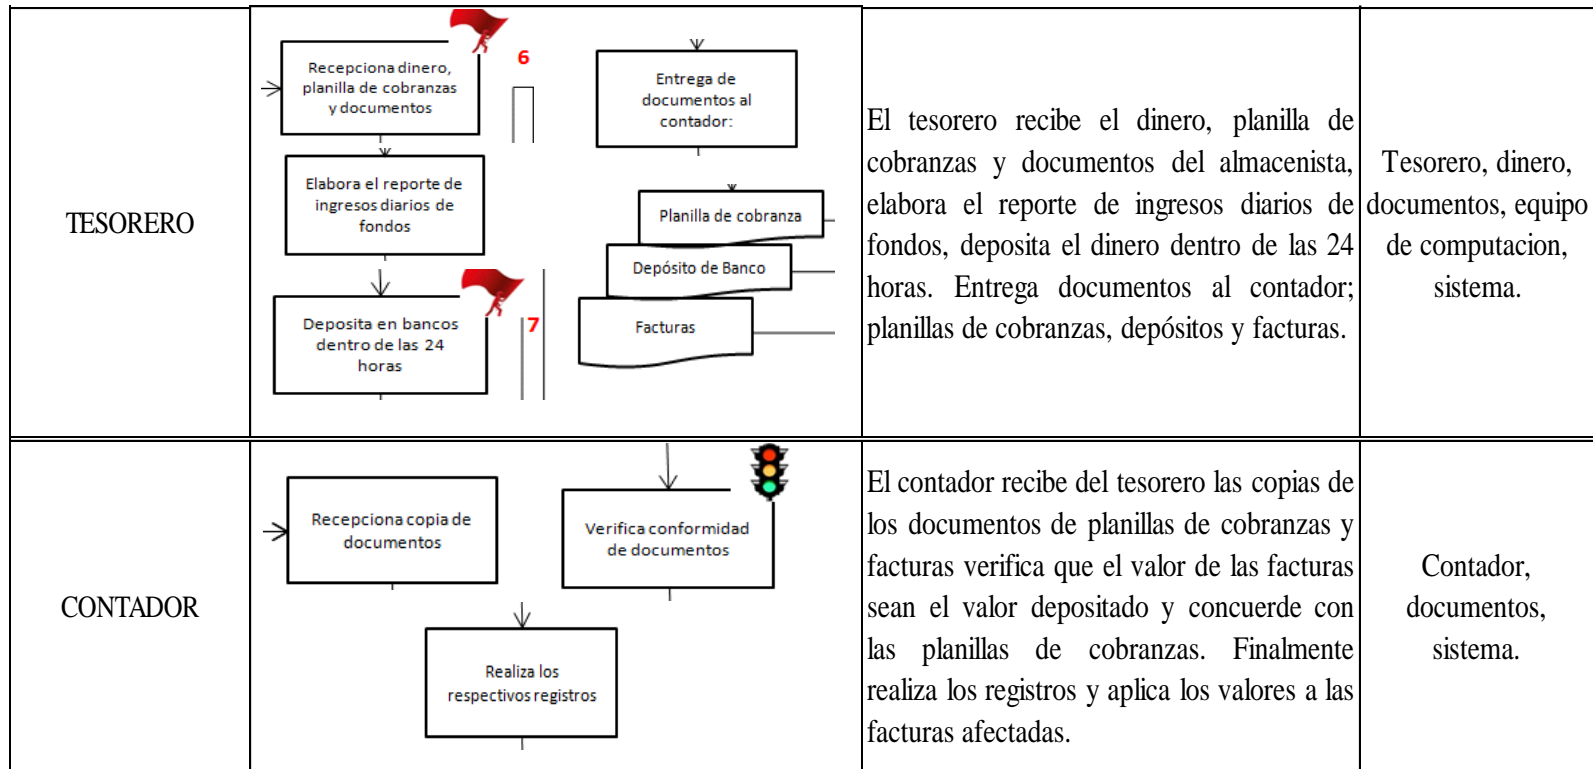 TESORERO
Recepciona dinero,
planilla de cobranzas
y documentos
6
Elabora el reporte de
ingresos diarios de
fondos
Deposita en bancos
dentro de las 24
horas
7
Entrega de
documentos al
contador:
Planilla de cobranza
Depósito de Banco
Facturas
El tesorero recibe el dinero, planilla de
cobranzas y documentos del almacenista,
elabora el reporte de ingresos diarios de
fondos, deposita el dinero dentro de las 24
horas. Entrega documentos al contador;
planillas de cobranzas, depósitos y facturas.
Tesorero, dinero,
documentos, equipo
de computacion,
sistema.
CONTADOR
Recepciona copia de
documentos
Verifica conformidad
de documentos
Realiza los
respectivos registros
El contador recibe del tesorero las copias de
los documentos de planillas de cobranzas y
facturas verifica que el valor de las facturas
sean el valor depositado y concuerde con
las planillas de cobranzas. Finalmente
realiza los registros y aplica los valores a las
facturas afectadas.
Contador,
documentos,
sistema.